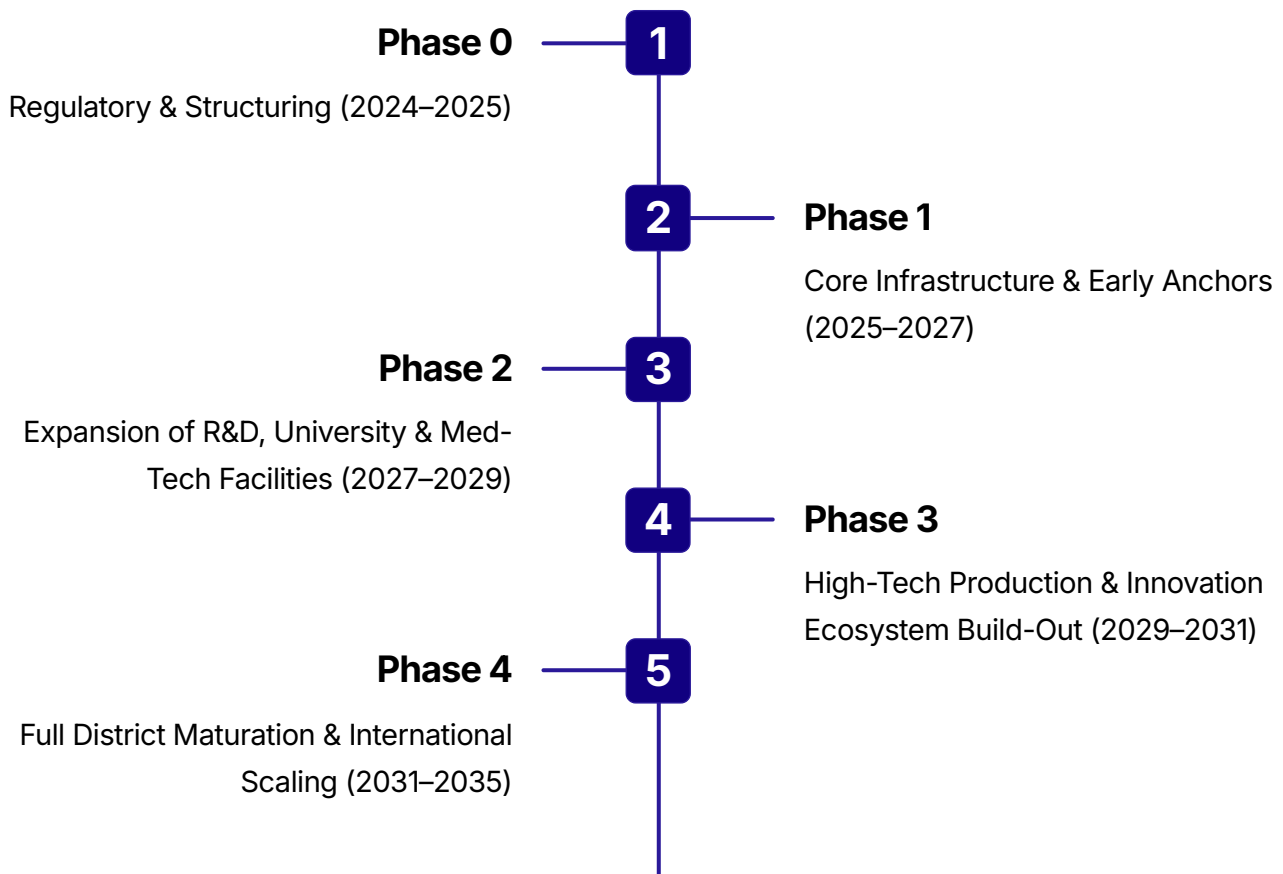 Phase 0
1
Regulatory & Structuring (2024–2025)
2
Phase 1
Core Infrastructure & Early Anchors
(2025–2027)
Phase 2
3
Expansion of R&D, University & Med-
Tech Facilities (2027–2029)
4
Phase 3
High-Tech Production & Innovation
Ecosystem Build-Out (2029–2031)
Phase 4
5
Full District Maturation & International
Scaling (2031–2035)